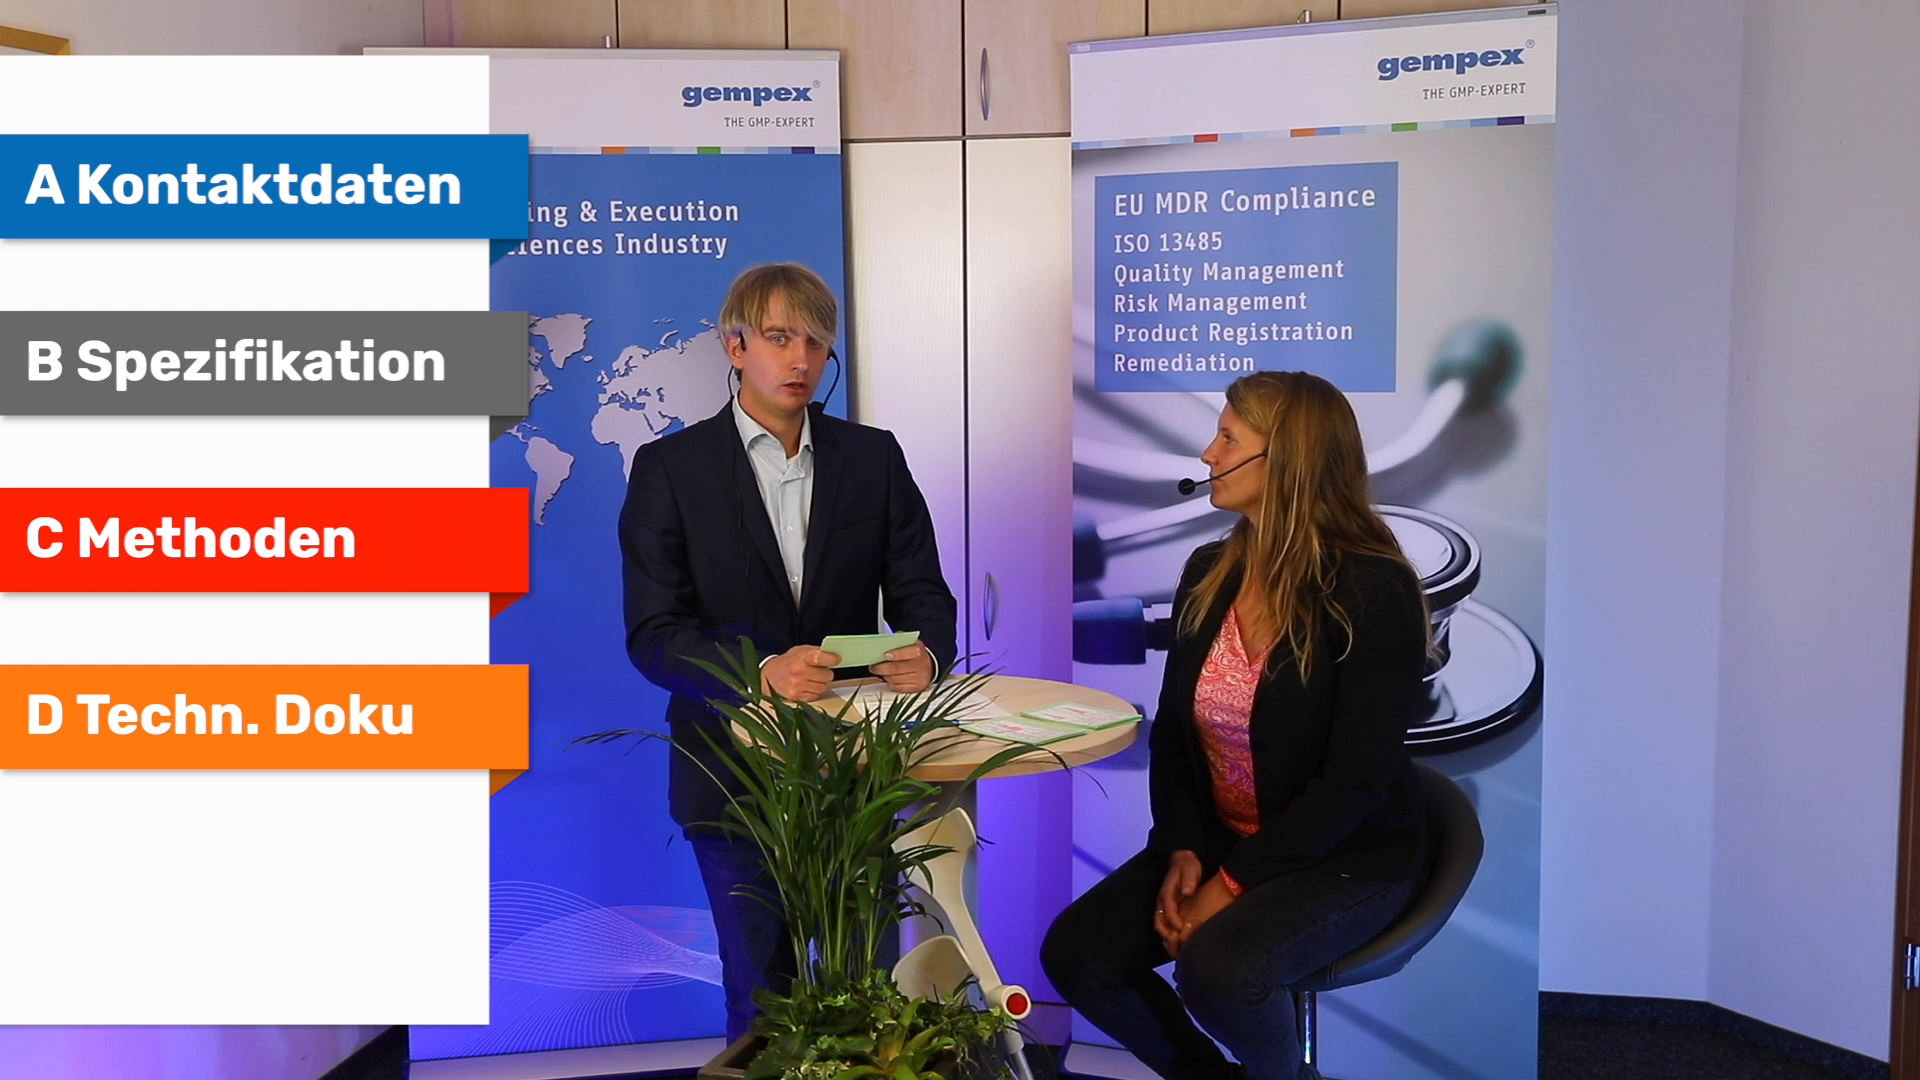 A Kontaktdaten
B Spezifikation
C Methoden
D Techn. Doku
gempex®
THE GMP-EXPERT
ing & Execution
iences Industry
gempex®
THE GMP-EXPERT
EU MDR Compliance
ISO 13485
Quality Management
Risk Management
Product Registration
Remediation